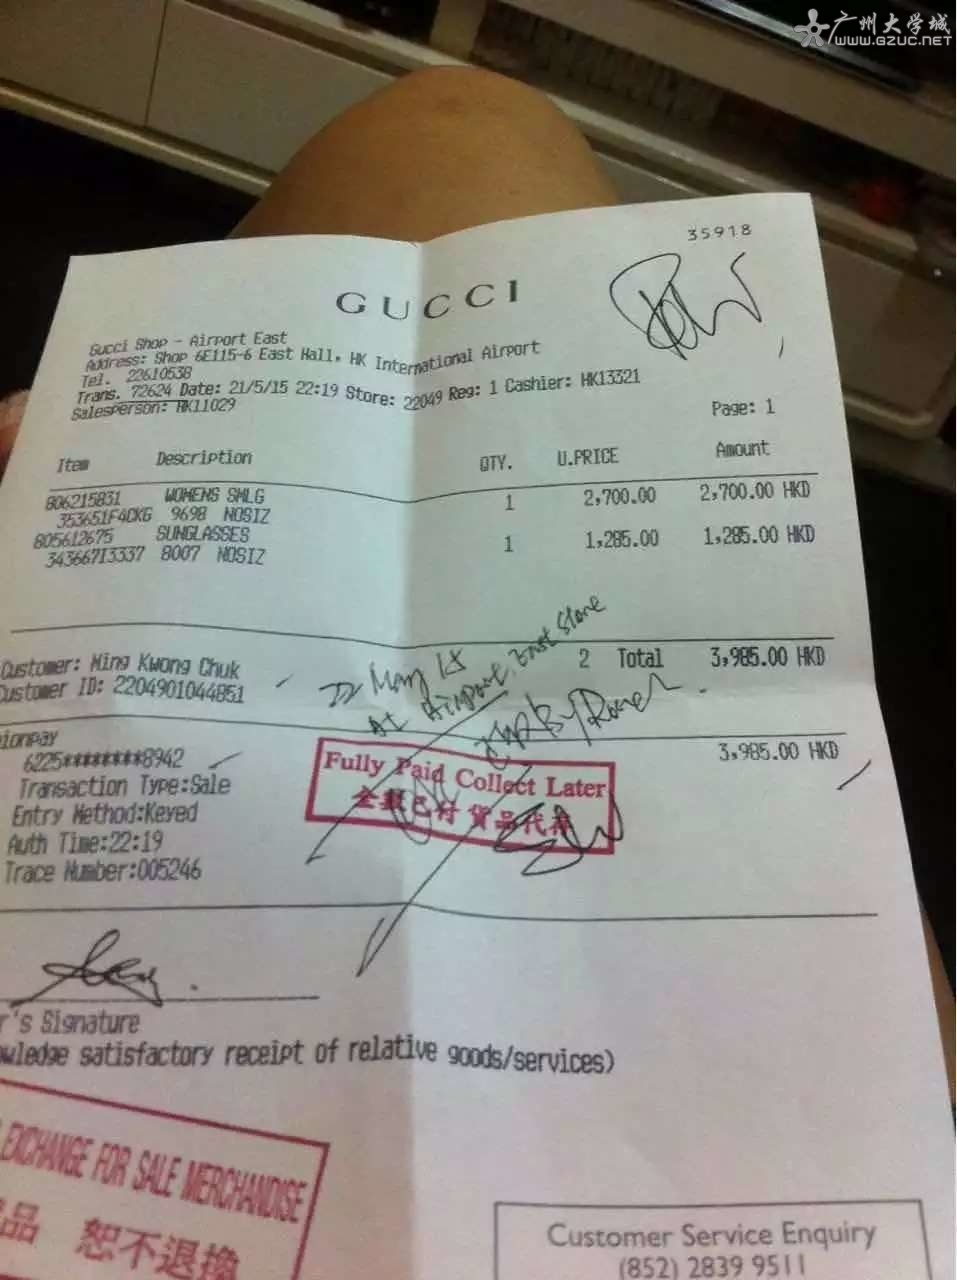 广州大学城
WWW.GZUC.NET
35918
GUCCI
Gucci Shop - Airport East
Address: Shop 6E115-6 East Hall, HK International Airport
Tel. 22610538
Trans. 72624 Date: 21/5/15 22:19 Store: 22049 Reg: 1 Cashier: HK13321
Salesperson: HK11029
Page: 1
Item Description QTY. U.PRICE Amount
806215831 WOMENS SMLG 1 2,700.00 2,700.00 HKD
353651F4CKG 9698 NOSIZ
805612675 SUNGLASSES 1 1,285.00 1,285.00 HKD
34366713337 8007 NOSIZ
2 Total 3,985.00 HKD
Customer: Ming Kwong Chuk
Customer ID: 2204901044851
At Airport East Store
ionpay 3,985.00 HKD
6225********8942
Transaction Type:Sale
Entry Method:Keyed
Auth Time:22:19
Trace Number:005246
Fully Paid Collect Later
全數已付 貨品代存
r's Signature
owledge satisfactory receipt of relative goods/services)
EXCHANGE FOR SALE MERCHANDISE
品 恕不退換
Customer Service Enquiry
(852) 2839 9511